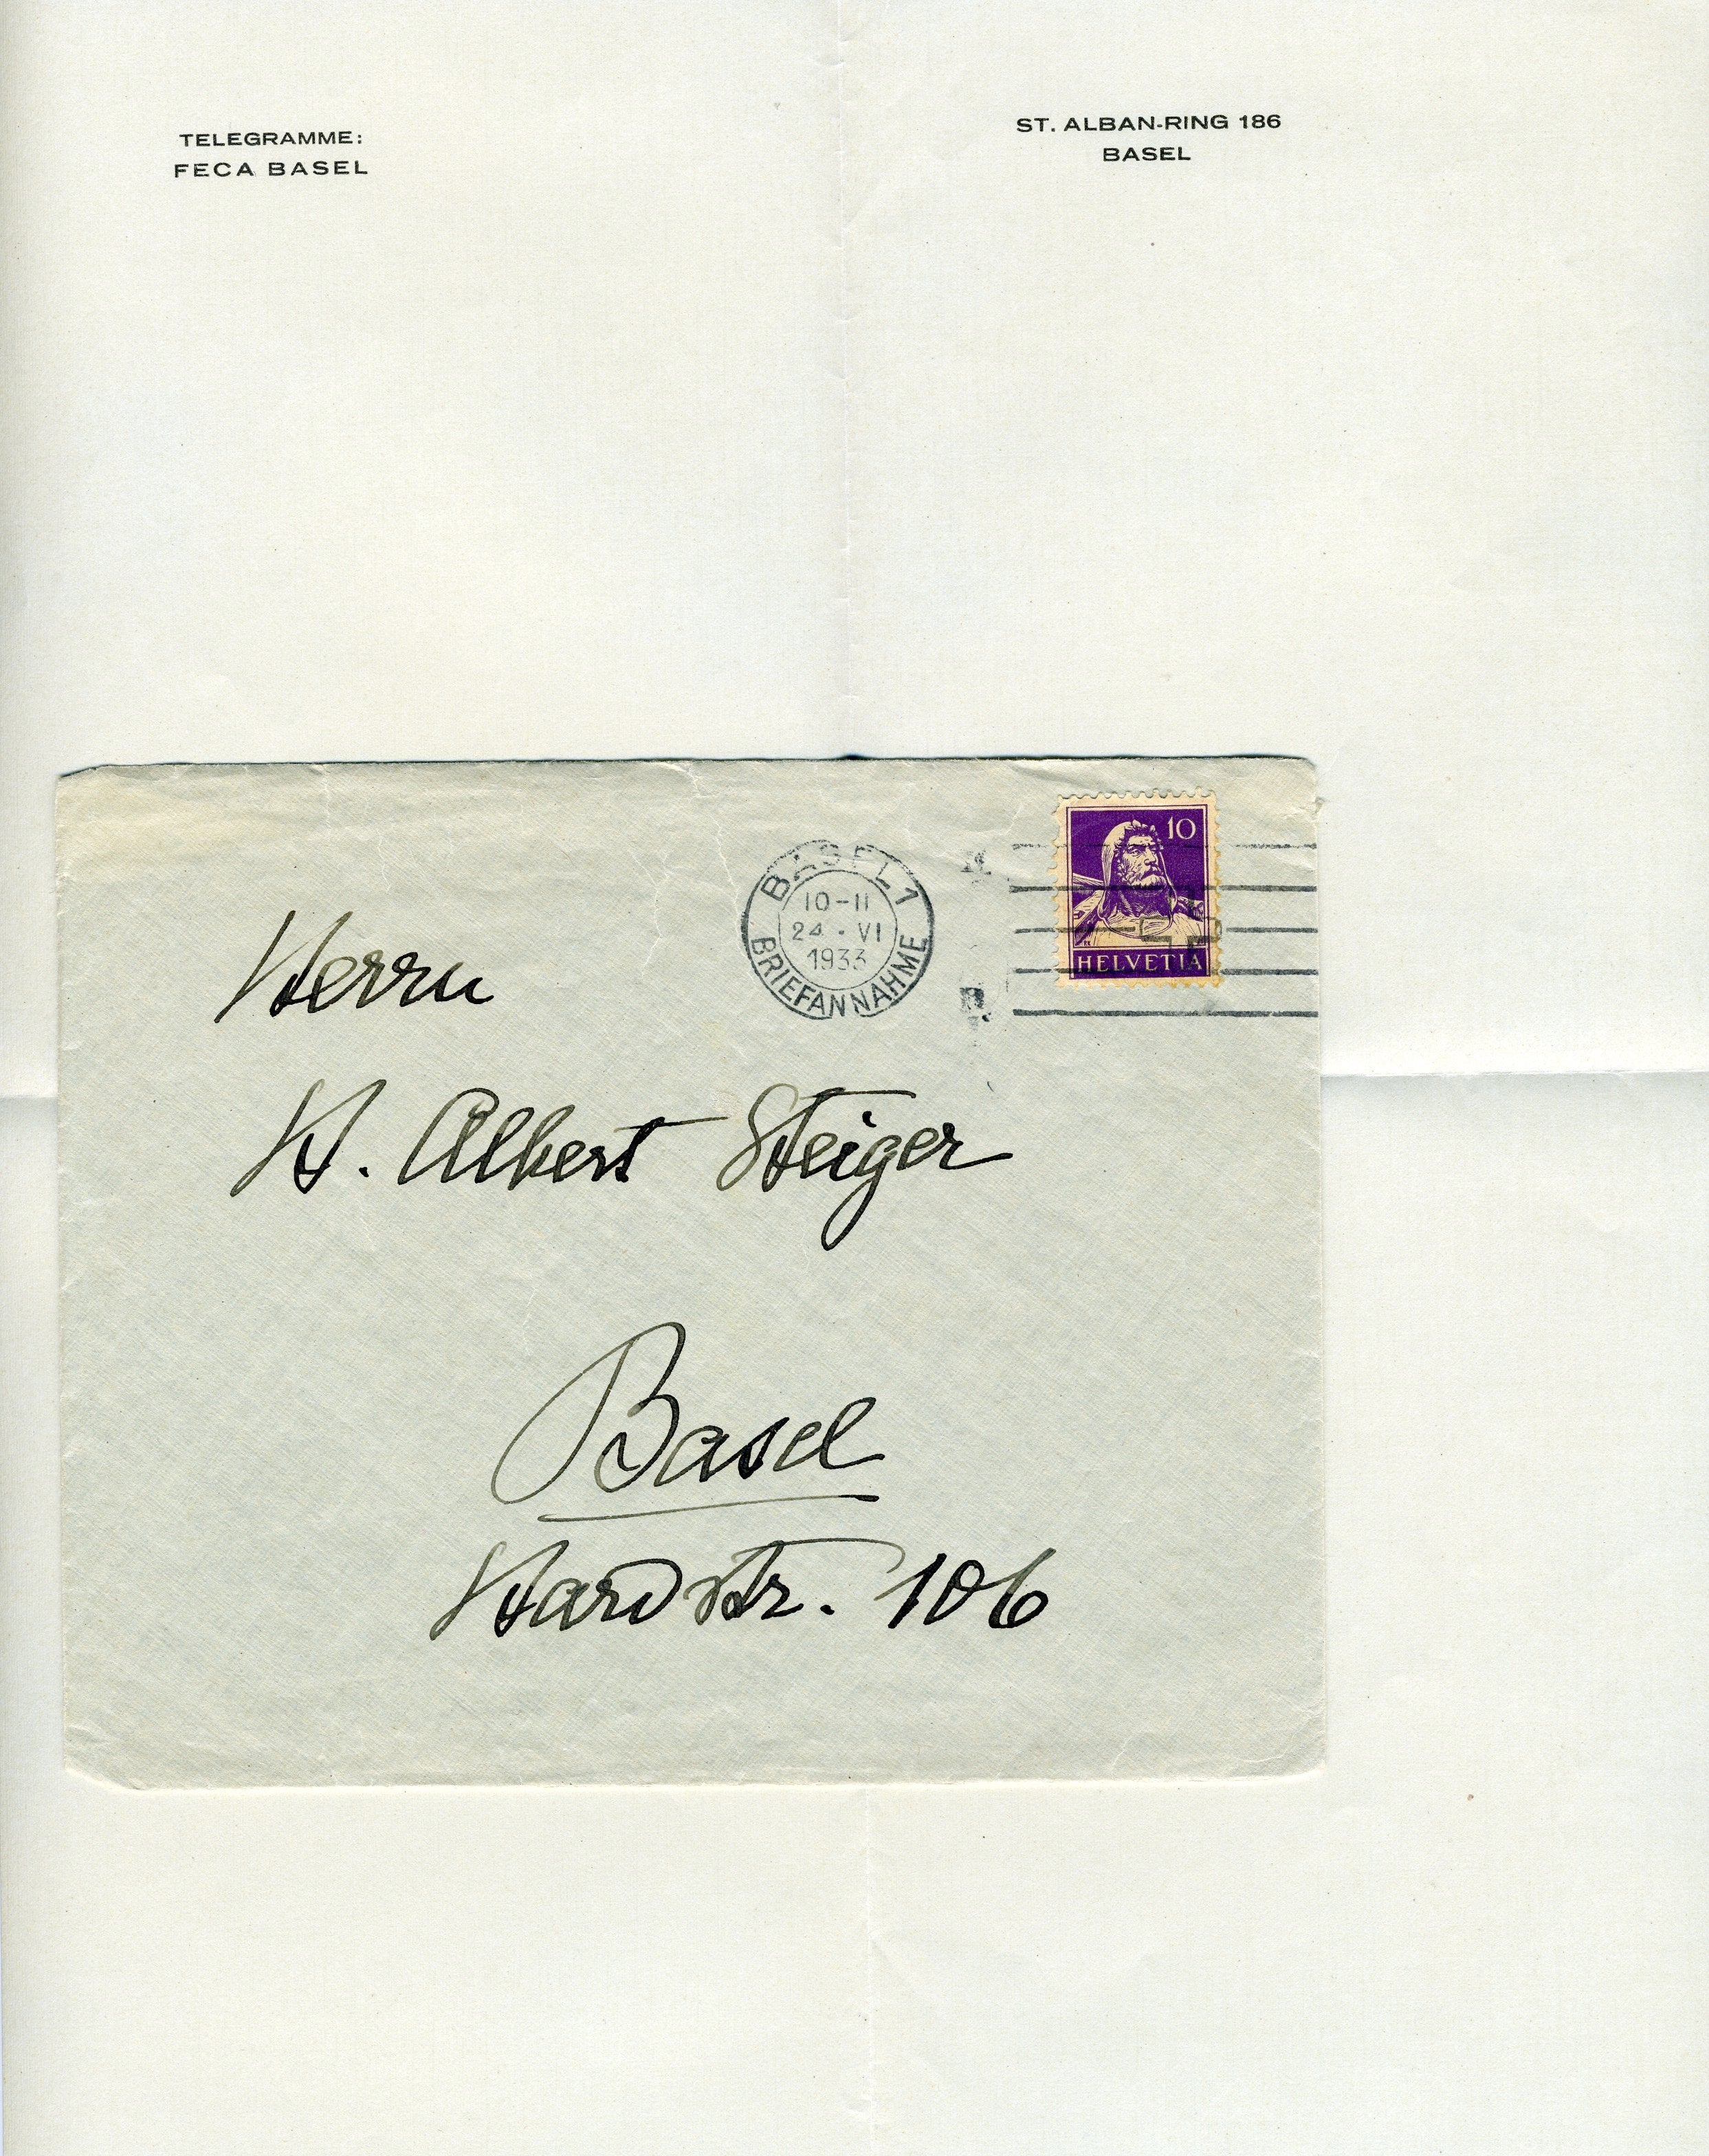 TELEGRAMME:
FECA BASEL
ST. ALBAN-RING 186
BASEL
BASEL 1
10-11
24·VI
1933
BRIEFANNAHME
10
HELVETIA
Herrn
H. Albert Steiger
Basel
Hardstr. 106